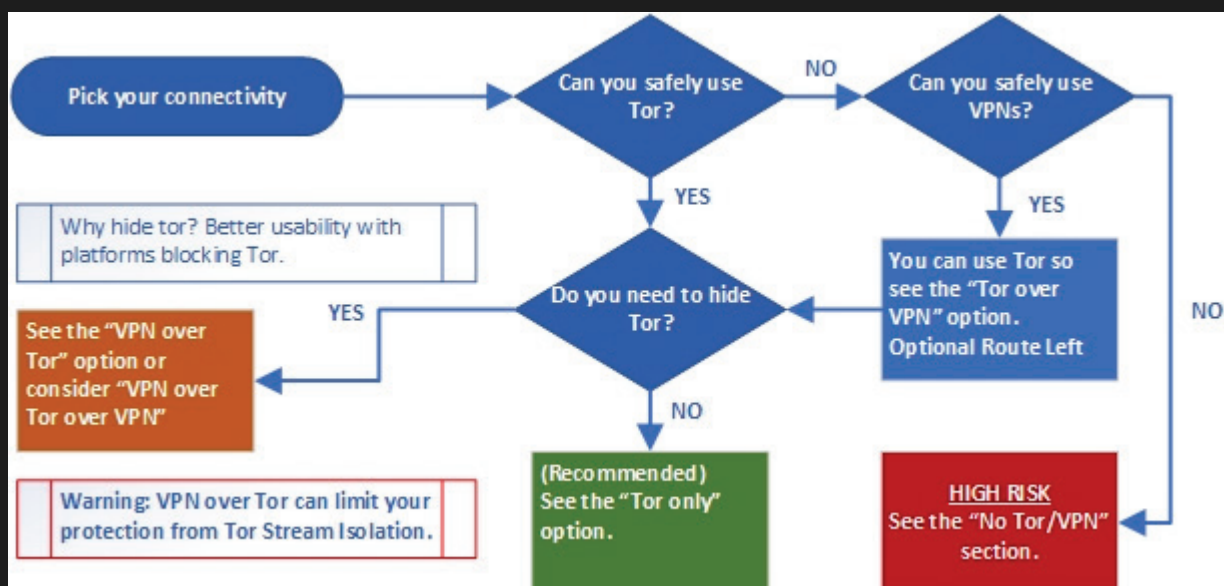 Pick your connectivity
Can you safely use
Tor?
NO
Can you safely use
VPNs?
YES
YES
Why hide tor? Better usability with
platforms blocking Tor.
Do you need to hide
Tor?
You can use Tor so
see the “Tor over
VPN” option.
Optional Route Left
YES
NO
See the “VPN over
Tor” option or
consider “VPN over
Tor over VPN”
NO
Warning: VPN over Tor can limit your
protection from Tor Stream Isolation.
(Recommended)
See the “Tor only”
option.
HIGH RISK
See the “No Tor/VPN”
section.